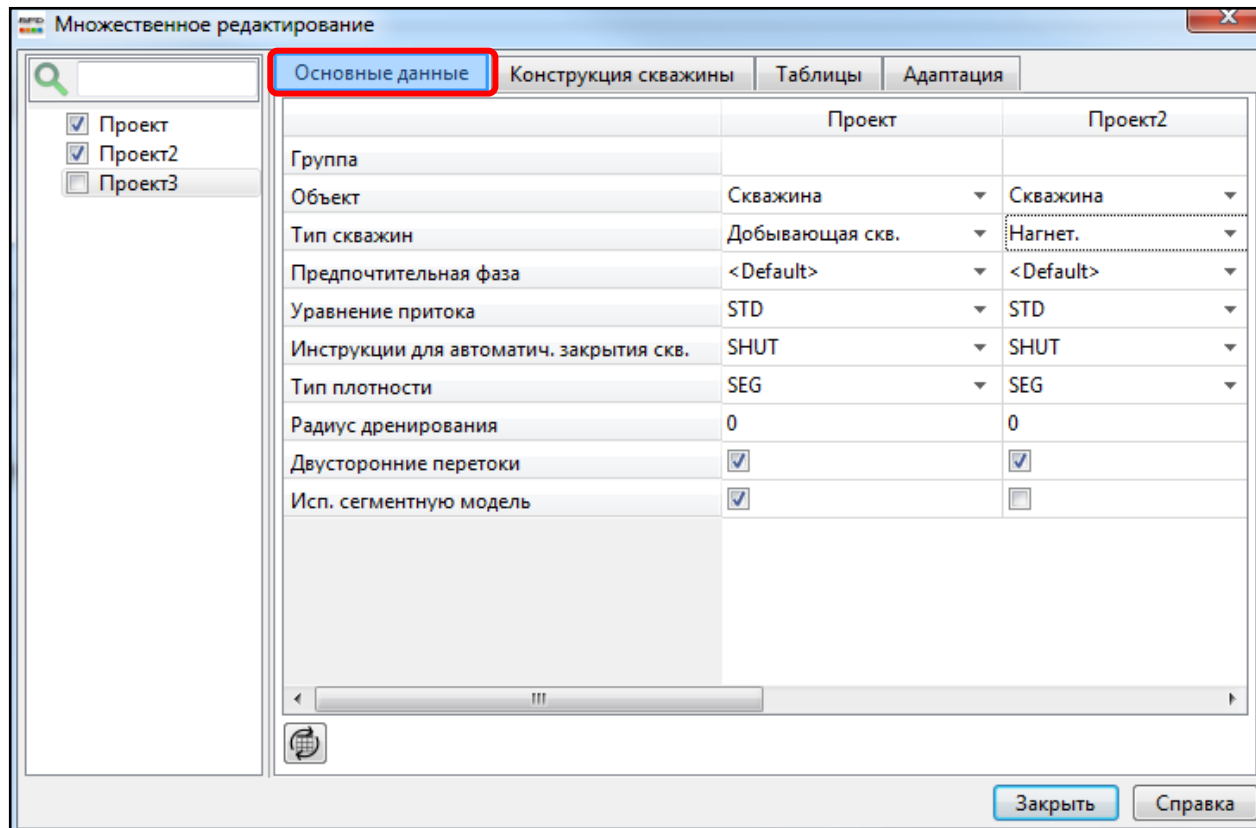 Множественное редактирование
Основные данные Конструкция скважины Таблицы Адаптация
Проект
Проект2
Проект3
Проект Проект2
Группа
Объект Скважина Скважина
Тип скважин Добывающая скв. Нагнет.
Предпочтительная фаза <Default> <Default>
Уравнение притока STD STD
Инструкции для автоматич. закрытия скв. SHUT SHUT
Тип плотности SEG SEG
Радиус дренирования 0 0
Двусторонние перетоки
Исп. сегментную модель
Закрыть Справка